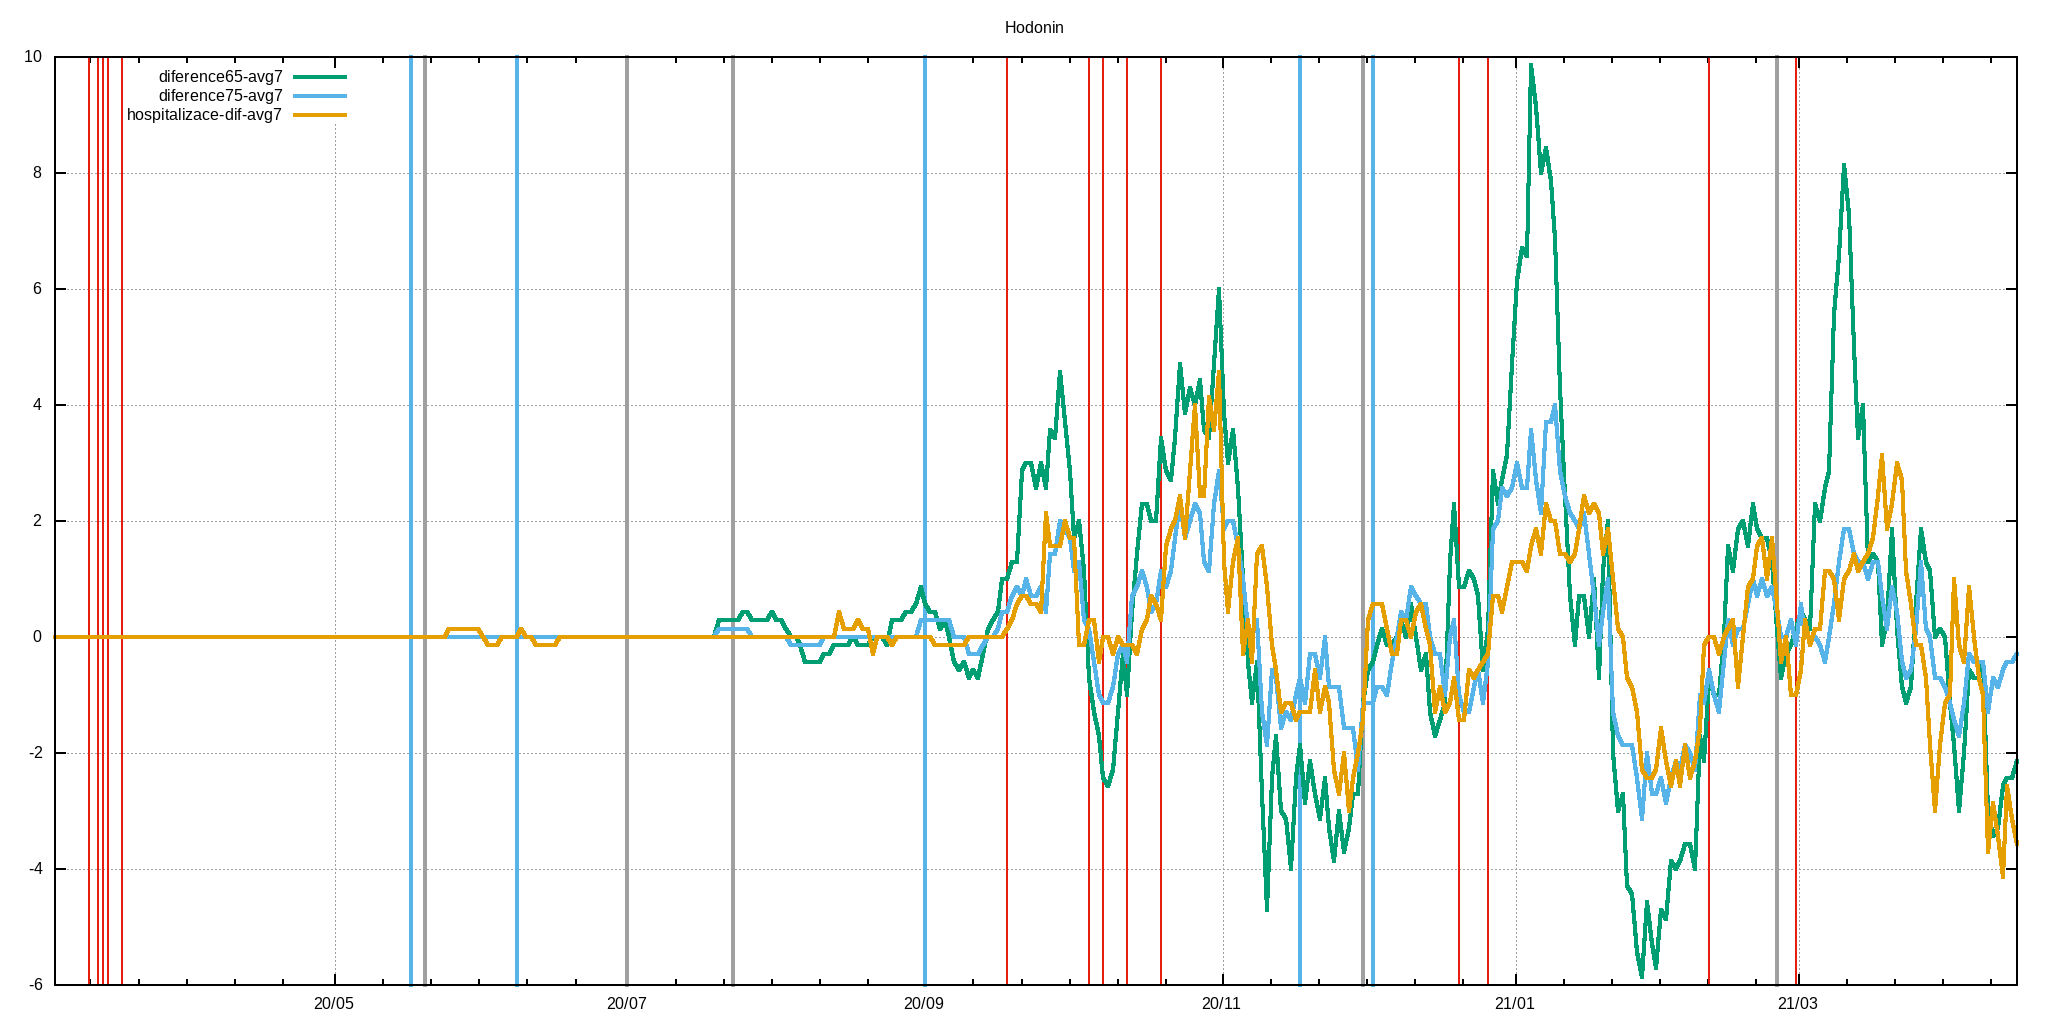 Hodonin
diference65-avg7
diference75-avg7
hospitalizace-dif-avg7
10
8
6
4
2
0
-2
-4
-6
20/05 20/07 20/09 20/11 21/01 21/03